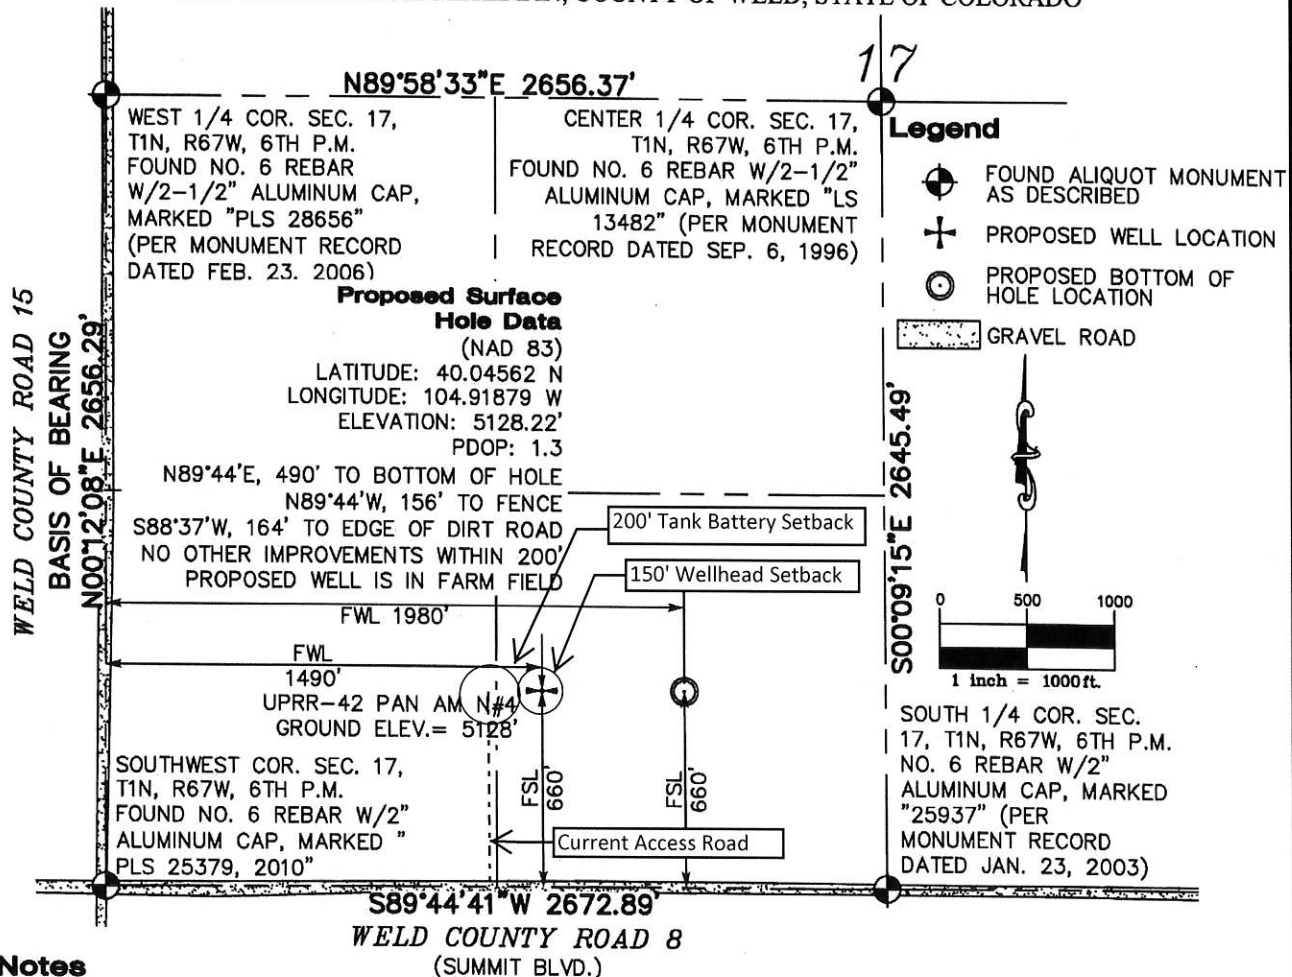 COUNTY OF WELD, STATE OF COLORADO
17
N89°58'33"E 2656.37'
WEST 1/4 COR. SEC. 17,
T1N, R67W, 6TH P.M.
FOUND NO. 6 REBAR
W/2-1/2" ALUMINUM CAP,
MARKED "PLS 28656"
(PER MONUMENT RECORD
DATED FEB. 23. 2006)
CENTER 1/4 COR. SEC. 17,
T1N, R67W, 6TH P.M.
FOUND NO. 6 REBAR W/2-1/2"
ALUMINUM CAP, MARKED "LS
13482" (PER MONUMENT
RECORD DATED SEP. 6, 1996)
Legend
FOUND ALIQUOT MONUMENT
AS DESCRIBED
PROPOSED WELL LOCATION
PROPOSED BOTTOM OF
HOLE LOCATION
GRAVEL ROAD
WELD COUNTY ROAD 15
BASIS OF BEARING
N00°12'08"E 2656.29'
Proposed Surface
Hole Data
(NAD 83)
LATITUDE: 40.04562 N
LONGITUDE: 104.91879 W
ELEVATION: 5128.22'
PDOP: 1.3
N89°44'E, 490' TO BOTTOM OF HOLE
N89°44'W, 156' TO FENCE
S88°37'W, 164' TO EDGE OF DIRT ROAD
NO OTHER IMPROVEMENTS WITHIN 200'
PROPOSED WELL IS IN FARM FIELD
200' Tank Battery Setback
150' Wellhead Setback
S00°09'15"E 2645.49'
0 500 1000
1 inch = 1000ft.
FWL 1980'
FWL
1490'
UPRR-42 PAN AM N#4
GROUND ELEV.= 5128'
FSL
660'
FSL
660'
SOUTHWEST COR. SEC. 17,
T1N, R67W, 6TH P.M.
FOUND NO. 6 REBAR W/2"
ALUMINUM CAP, MARKED "
PLS 25379, 2010"
Current Access Road
SOUTH 1/4 COR. SEC.
17, T1N, R67W, 6TH P.M.
NO. 6 REBAR W/2"
ALUMINUM CAP, MARKED
"25937" (PER
MONUMENT RECORD
DATED JAN. 23, 2003)
S89°44'41"W 2672.89'
WELD COUNTY ROAD 8
(SUMMIT BLVD.)
Notes